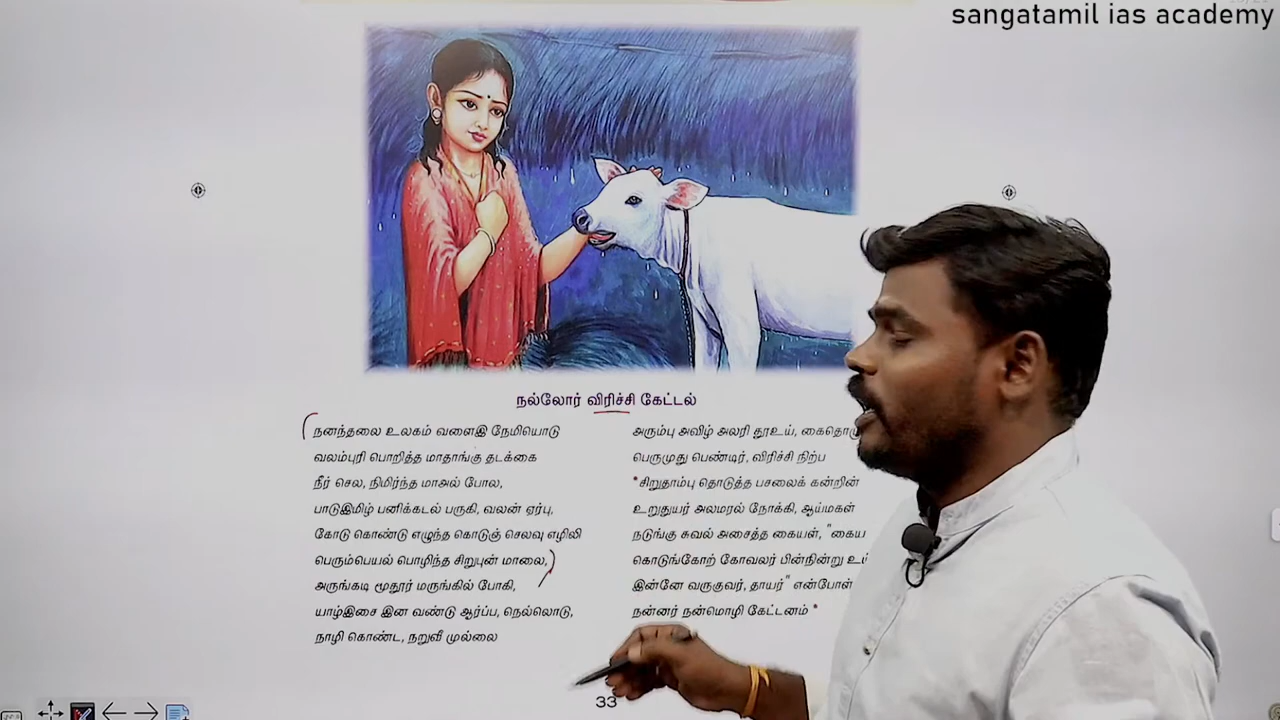 sangatamil ias academy
நல்லோர் விரிச்சி கேட்டல்
நனந்தலை உலகம் வளைஇ நேமியொடு
வலம்புரி பொறித்த மாதாங்கு தடக்கை
நீர் செல, நிமிர்ந்த மாஅல் போல,
பாடுஇமிழ் பனிக்கடல் பருகி, வலன் ஏர்பு,
கோடு கொண்டு எழுந்த கொடுஞ் செலவு எழிலி
பெரும்பெயல் பொழிந்த சிறுபுன் மாலை,
அருங்கடி மூதூர் மருங்கில் போகி,
யாழ்இசை இன வண்டு ஆர்ப்ப, நெல்லொடு,
நாழி கொண்ட, நறுவீ முல்லை
அரும்பு அவிழ் அலரி தூஉய்,
பெருமுது பெண்டிர், விரிச்சி நிற்ப
*சிறுதாம்பு தொடுத்த பசலைக் கன்றின்
உறுதுயர் அலமரல் நோக்கி, ஆய்மகள்
நடுங்கு சுவல் அசைத்த கையள், "கைய
கொடுங்கோற் கோவலர் பின்நின்று
இன்னே வருகுவர், தாயர்" என்போள்
நன்னர் நன்மொழி கேட்டனம் *
33